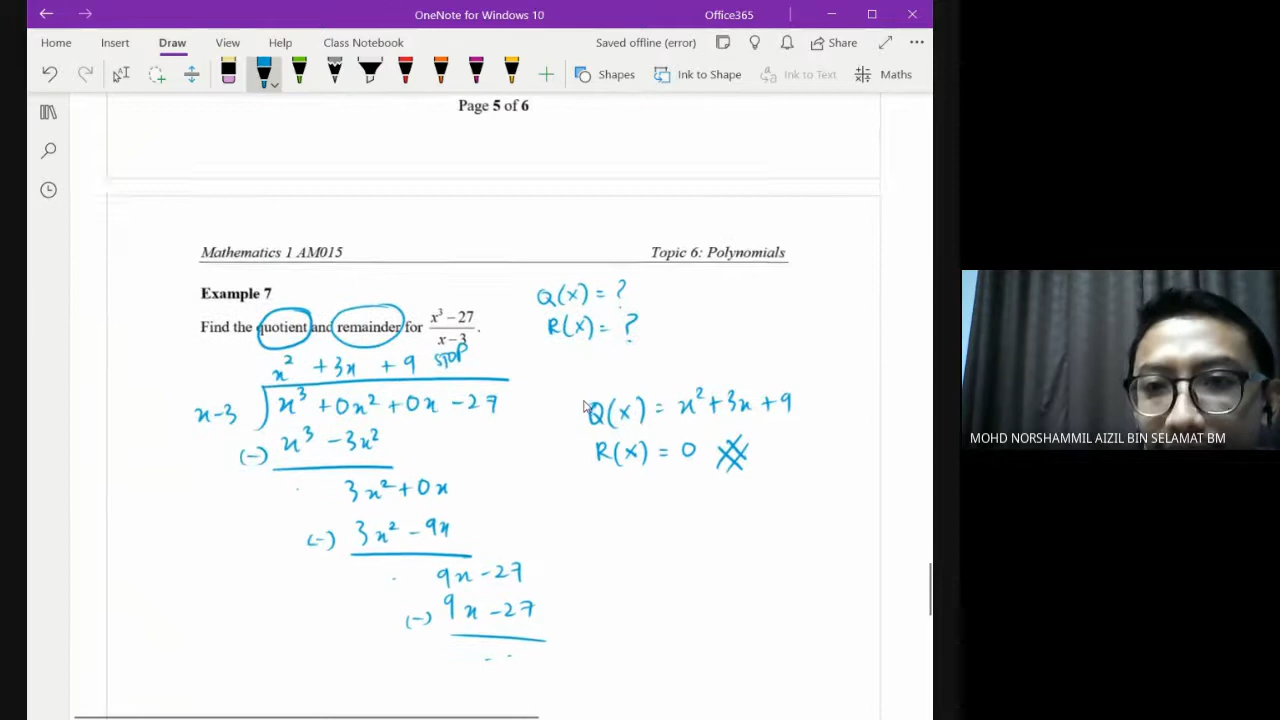 OneNote for Windows 10
Office365
Home Insert Draw View Help Class Notebook
Saved offline (error)
Share
Shapes
Ink to Shape
Ink to Text
Maths
Page 5 of 6
Mathematics 1 AM015
Topic 6: Polynomials
Example 7
Find the quotient and remainder for x³ − 27 / x − 3 .
Q(x) = ?
R(x) = ?
x² + 3x + 9 STOP
x − 3 x³ + 0x² + 0x − 27
(−) x³ − 3x²
3x² + 0x
(−) 3x² − 9x
9x − 27
(−) 9x − 27
- -
Q(x) = x² + 3x + 9
R(x) = 0
MOHD NORSHAMMIL AIZIL BIN SELAMAT BM